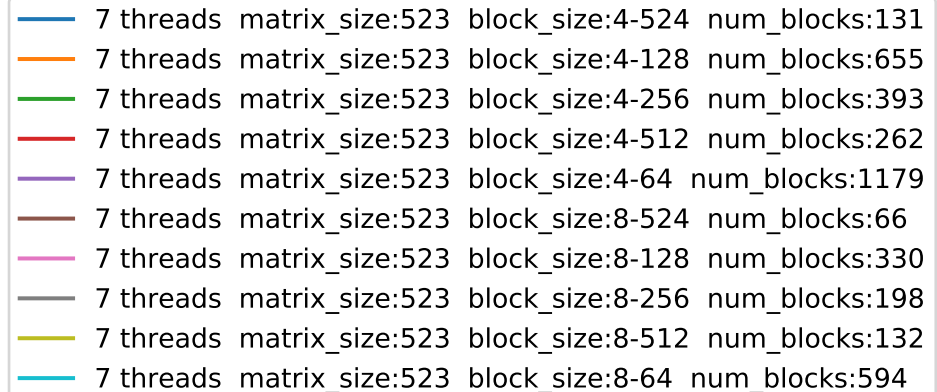 7 threads matrix_size:523 block_size:4-524 num_blocks:131
7 threads matrix_size:523 block_size:4-128 num_blocks:655
7 threads matrix_size:523 block_size:4-256 num_blocks:393
7 threads matrix_size:523 block_size:4-512 num_blocks:262
7 threads matrix_size:523 block_size:4-64 num_blocks:1179
7 threads matrix_size:523 block_size:8-524 num_blocks:66
7 threads matrix_size:523 block_size:8-128 num_blocks:330
7 threads matrix_size:523 block_size:8-256 num_blocks:198
7 threads matrix_size:523 block_size:8-512 num_blocks:132
7 threads matrix_size:523 block_size:8-64 num_blocks:594